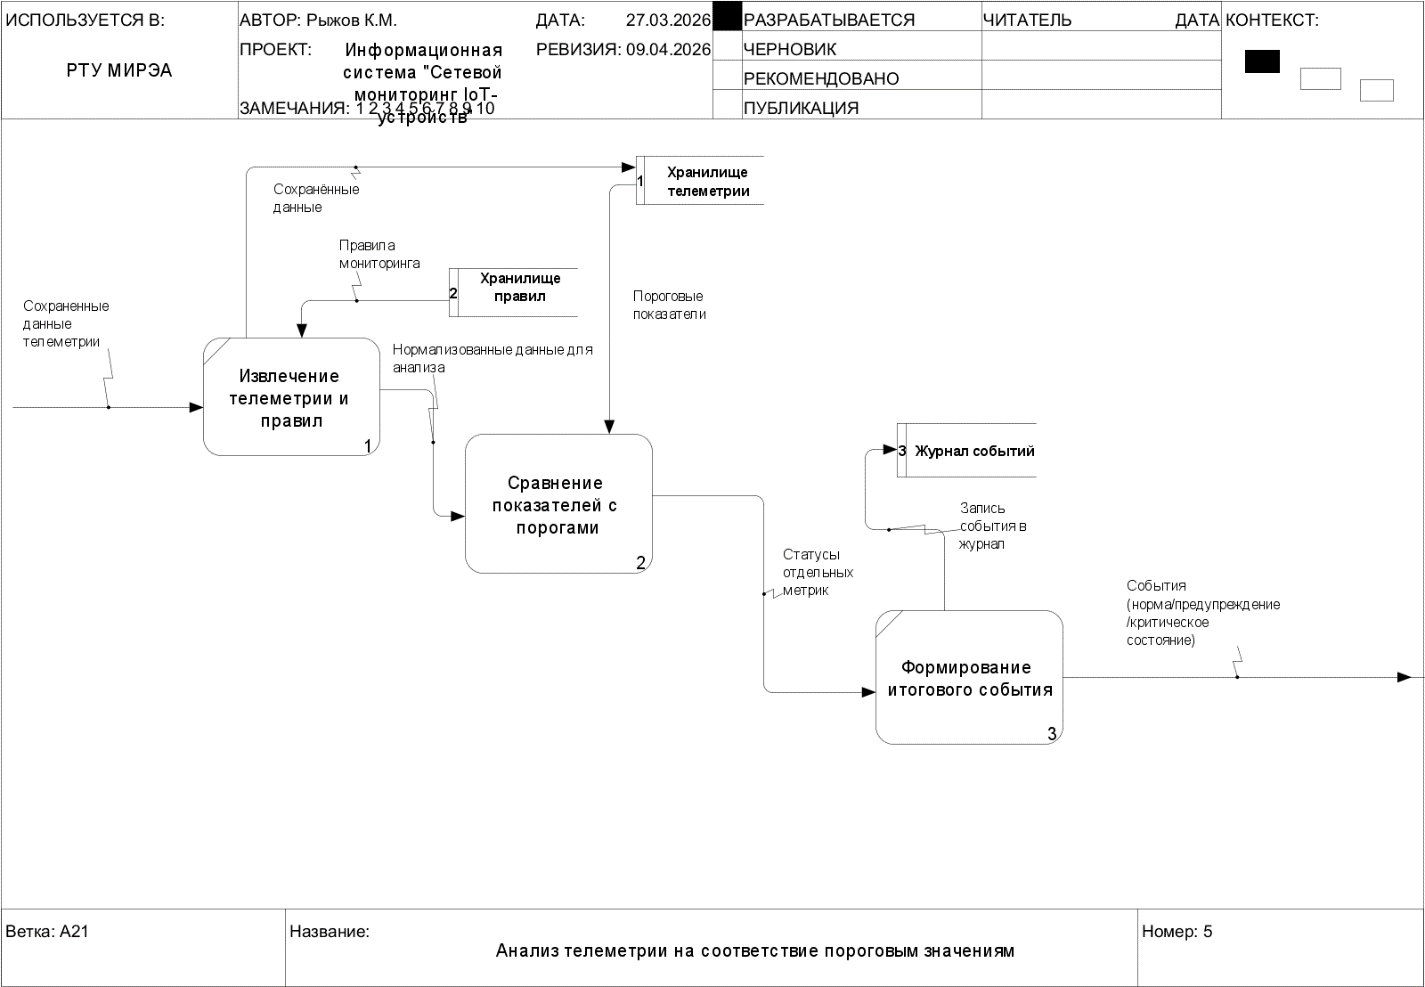 ИСПОЛЬЗУЕТСЯ В:
РТУ МИРЭА
АВТОР: Рыжов К.М.
ДАТА: 27.03.2026
ПРОЕКТ: Информационная
система "Сетевой
мониторинг IoT-
устройств"
РЕВИЗИЯ: 09.04.2026
ЗАМЕЧАНИЯ: 1 2 3 4 5 6 7 8 9 10
РАЗРАБАТЫВАЕТСЯ
ЧЕРНОВИК
РЕКОМЕНДОВАНО
ПУБЛИКАЦИЯ
ЧИТАТЕЛЬ
ДАТА
КОНТЕКСТ:
Сохранённые
данные
1
Хранилище
телеметрии
Правила
мониторинга
2
Хранилище
правил
Пороговые
показатели
Сохраненные
данные
телеметрии
Нормализованные данные для
анализа
Извлечение
телеметрии и
правил
1
Сравнение
показателей с
порогами
2
3
Журнал событий
Запись
события в
журнал
Статусы
отдельных
метрик
События
(норма/предупреждение
/критическое
состояние)
Формирование
итогового события
3
Ветка: A21
Название:
Анализ телеметрии на соответствие пороговым значениям
Номер: 5